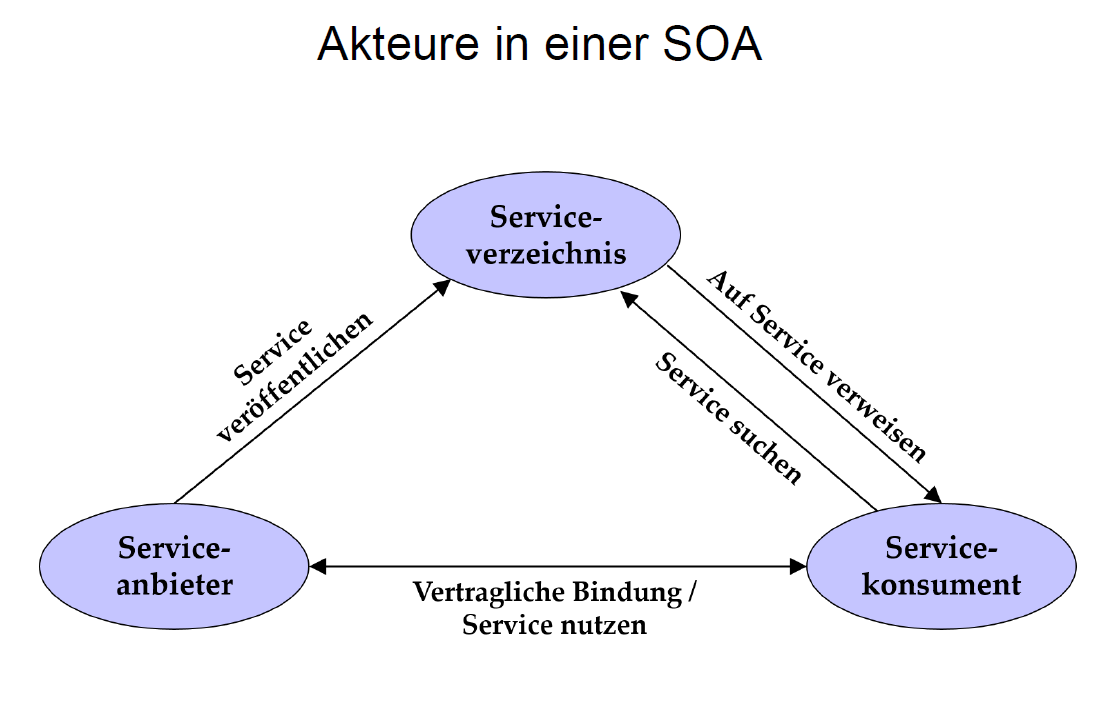 Akteure in einer SOA
Service-
verzeichnis
Service
veröffentlichen
Auf Service verweisen
Service suchen
Service-
anbieter
Vertragliche Bindung /
Service nutzen
Service-
konsument